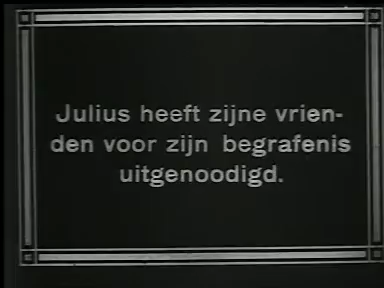 Julius heeft zijne vrien-
den voor zijn begrafenis
uitgenoodigd.